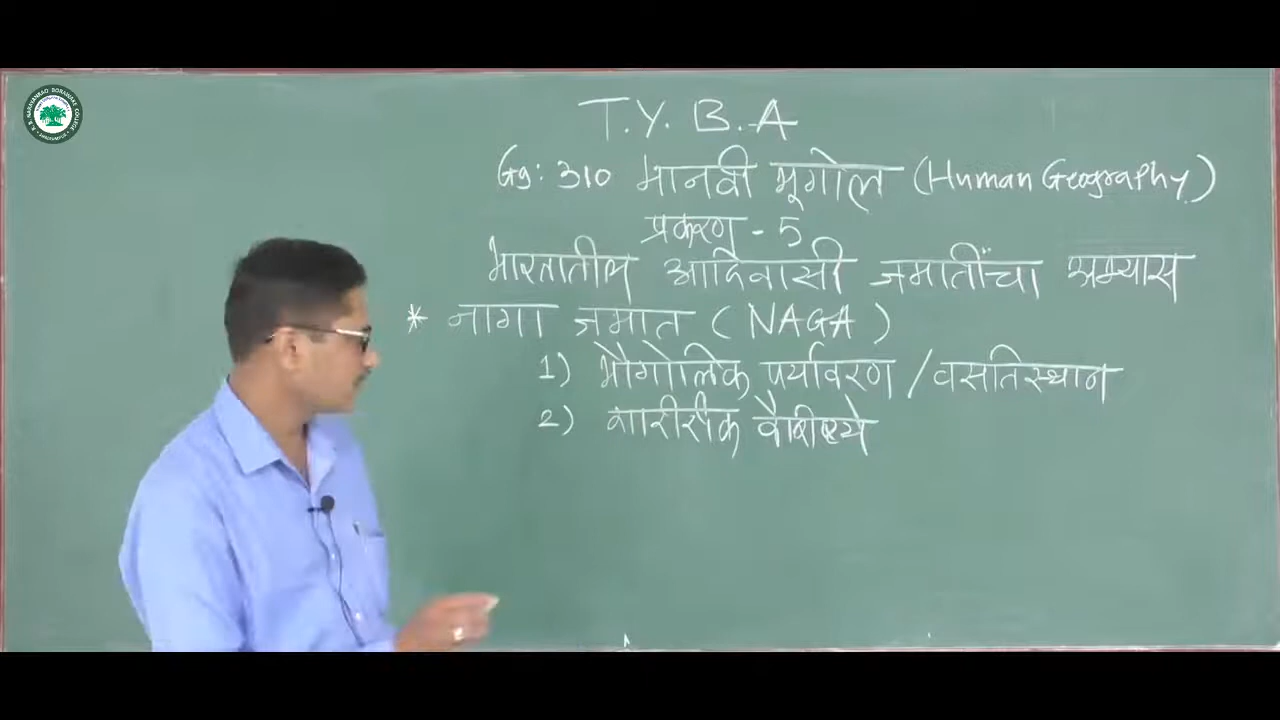 T.Y. B.A
Gg: 310 मानवी भूगोल (Human Geography)
प्रकरण - 5
भारतातील आदिवासी जमातींचा अभ्यास
* नागा जमात (NAGA)
1) भौगोलिक पर्यावरण / वसतिस्थान
2) शारीरीक वैशिष्ट्ये